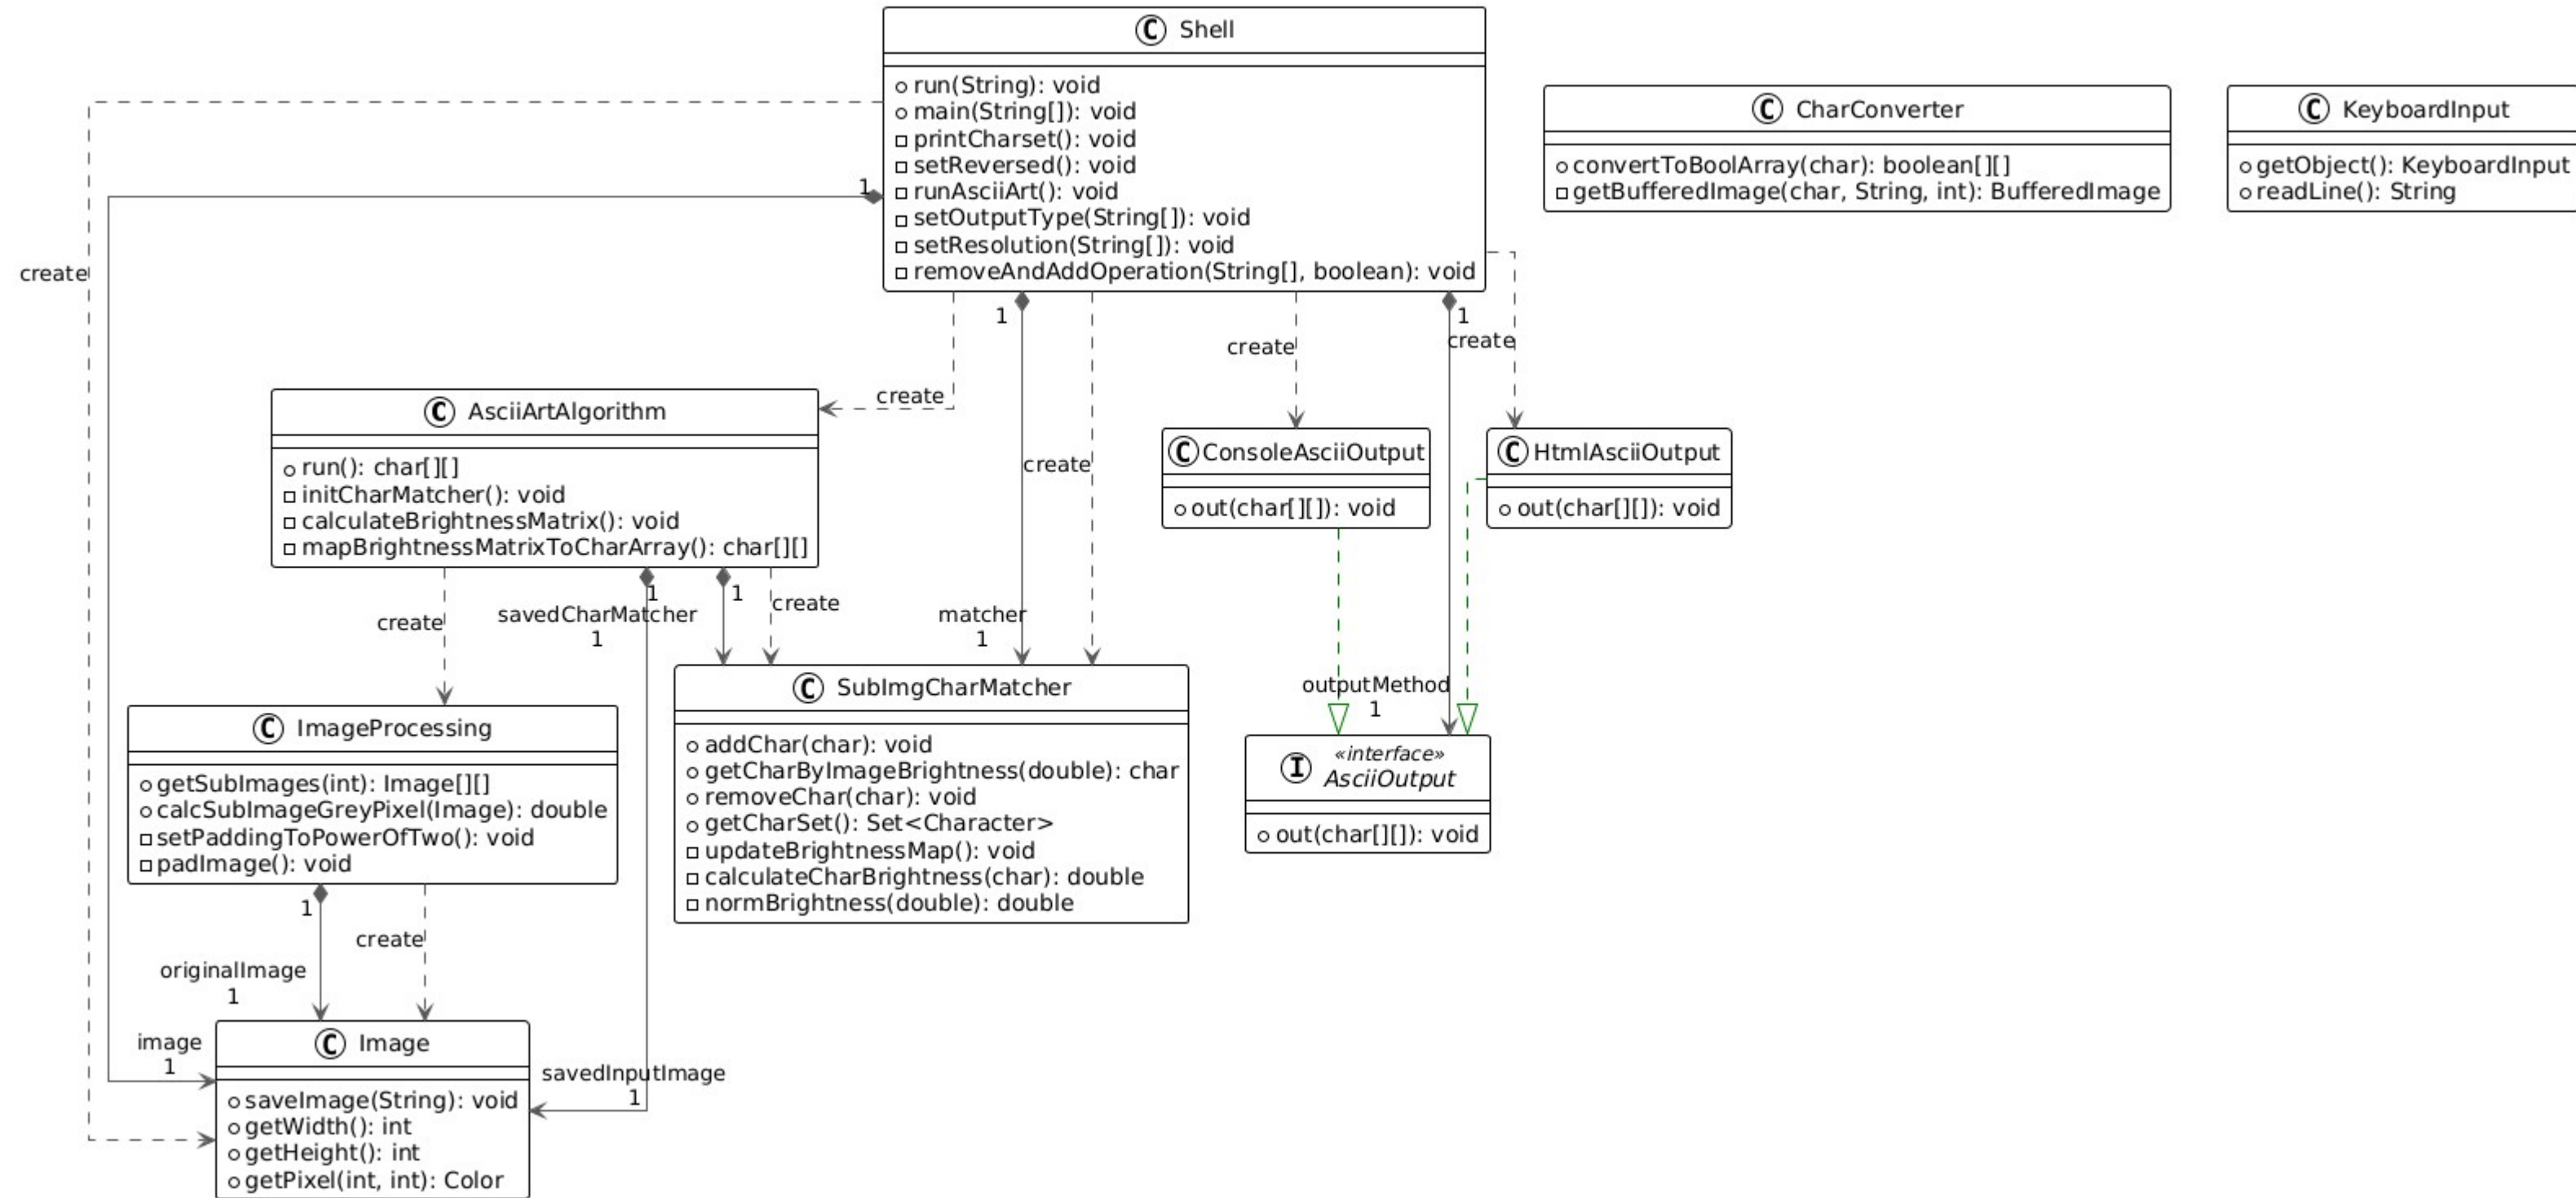 C Shell
run(String): void
main(String[]): void
printCharset(): void
setReversed(): void
runAsciiArt(): void
setOutputType(String[]): void
setResolution(String[]): void
removeAndAddOperation(String[], boolean): void
C CharConverter
convertToBoolArray(char): boolean[][]
getBufferedImage(char, String, int): BufferedImage
C KeyboardInput
getObject(): KeyboardInput
readLine(): String
1
create
1
1
create
create
create
create
create
C AsciiArtAlgorithm
run(): char[][]
initCharMatcher(): void
calculateBrightnessMatrix(): void
mapBrightnessMatrixToCharArray(): char[][]
C ConsoleAsciiOutput
out(char[][]): void
C HtmlAsciiOutput
out(char[][]): void
1
1
create
savedCharMatcher
1
create
matcher
1
outputMethod
1
C ImageProcessing
getSubImages(int): Image[][]
calcSubImageGreyPixel(Image): double
setPaddingToPowerOfTwo(): void
padImage(): void
C SubImgCharMatcher
addChar(char): void
getCharByImageBrightness(double): char
removeChar(char): void
getCharSet(): Set<Character>
updateBrightnessMap(): void
calculateCharBrightness(char): double
normBrightness(double): double
I «interface»
AsciiOutput
out(char[][]): void
1
create
originalImage
1
image
1
savedInputImage
1
C Image
saveImage(String): void
getWidth(): int
getHeight(): int
getPixel(int, int): Color